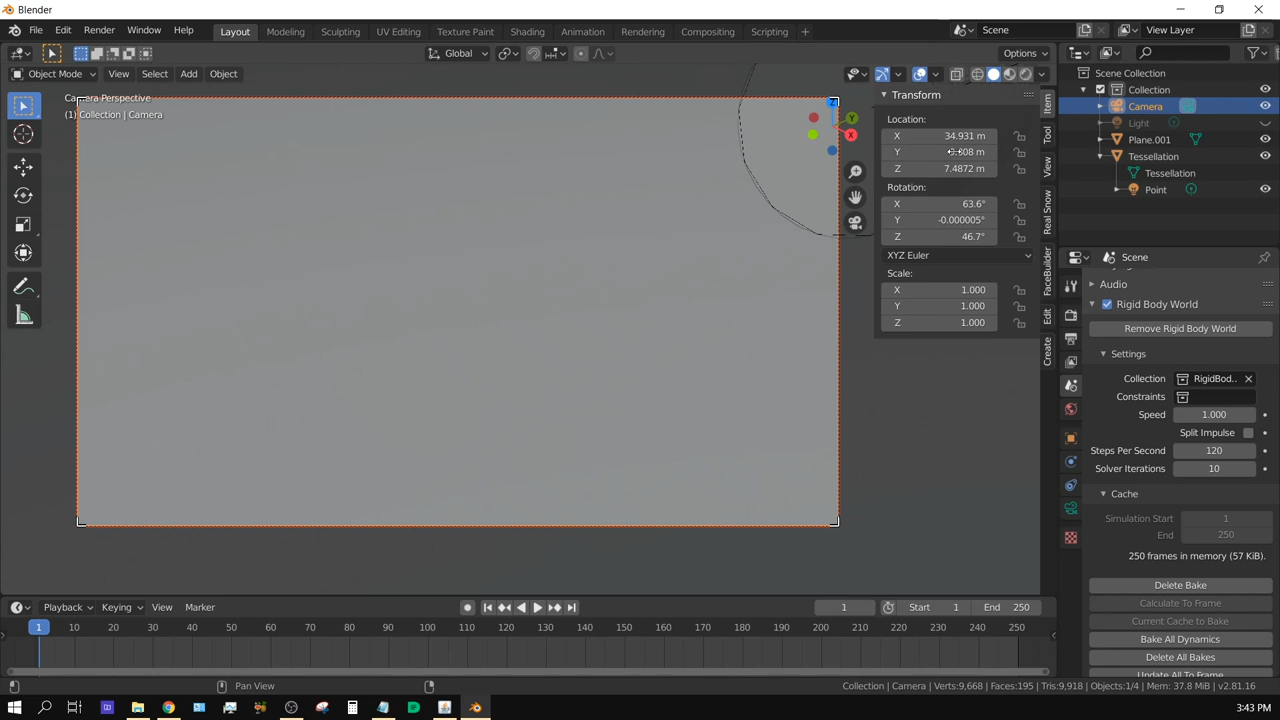 Blender
File Edit Render Window Help Layout Modeling Sculpting UV Editing Texture Paint Shading Animation Rendering Compositing Scripting + Scene View Layer
Global Options
Object Mode View Select Add Object
Camera Perspective
(1) Collection | Camera
Z
Y
X
Transform
Location:
X 34.931 m
Y
Z 7.4872 m
Rotation:
X 63.6°
Y -0.000005°
Z 46.7°
XYZ Euler
Scale:
X 1.000
Y 1.000
Z 1.000
Item
Tool
View
Real Snow
FaceBuilder
Edit
Create
Scene Collection
Collection
Camera
Light
Plane.001
Tessellation
Tessellation
Point
Scene
Audio
Rigid Body World
Remove Rigid Body World
Settings
Collection RigidBod..
Constraints
Speed 1.000
Split Impulse
Steps Per Second 120
Solver Iterations 10
Cache
Simulation Start 1
End 250
250 frames in memory (57 KiB).
Delete Bake
Calculate To Frame
Current Cache to Bake
Bake All Dynamics
Delete All Bakes
Playback Keying View Marker 1 Start 1 End 250
1 10 20 30 40 50 60 70 80 90 100 110 120 130 140 150 160 170 180 190 200 210 220 230 240 250
Pan View
Collection | Camera | Verts:9,668 | Faces:195 | Tris:9,918 | Objects:1/4 | Mem: 37.8 MiB | v2.81.16
3:43 PM